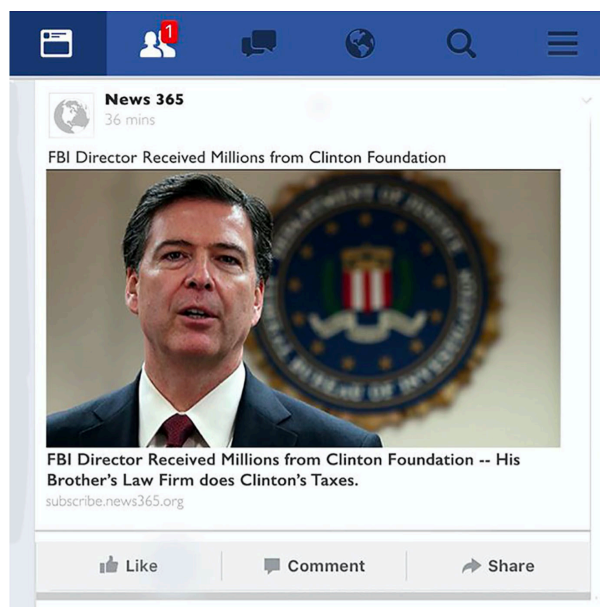 1
News 365
36 mins
FBI Director Received Millions from Clinton Foundation
FBI Director Received Millions from Clinton Foundation -- His
Brother's Law Firm does Clinton's Taxes.
subscribe.news365.org
Like
Comment
Share